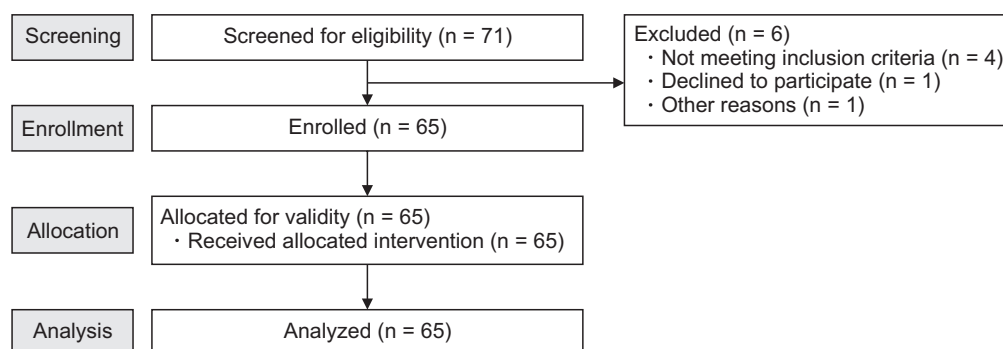 Screening
Screened for eligibility (n = 71)
Excluded (n = 6)
・Not meeting inclusion criteria (n = 4)
・Declined to participate (n = 1)
・Other reasons (n = 1)
Enrollment
Enrolled (n = 65)
Allocation
Allocated for validity (n = 65)
・Received allocated intervention (n = 65)
Analysis
Analyzed (n = 65)